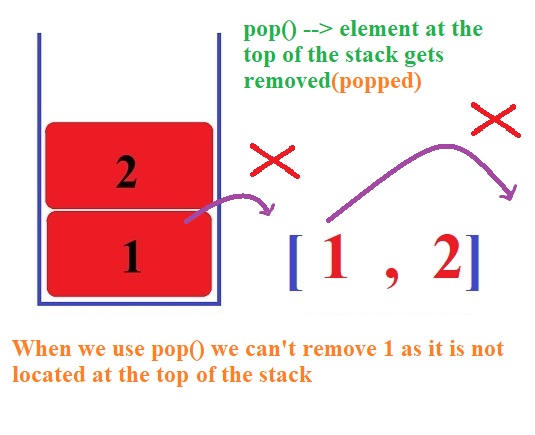 pop() --> element at the
top of the stack gets
removed(popped)
2
1
[ 1 , 2]
When we use pop() we can't remove 1 as it is not
located at the top of the stack